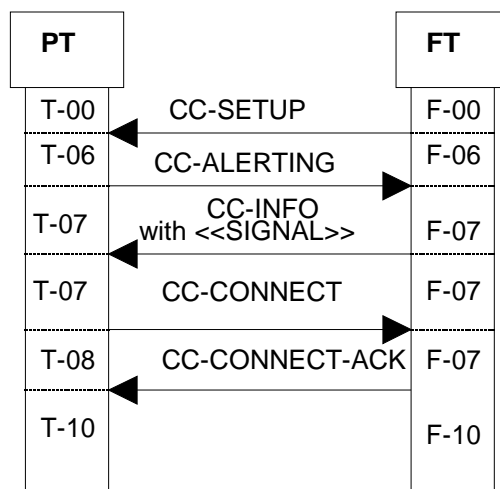 PT FT
T-00 CC-SETUP F-00
T-06 CC-ALERTING F-06
CC-INFO
T-07 with <<SIGNAL>> F-07
T-07 CC-CONNECT F-07
T-08 CC-CONNECT-ACK F-07
T-10 F-10